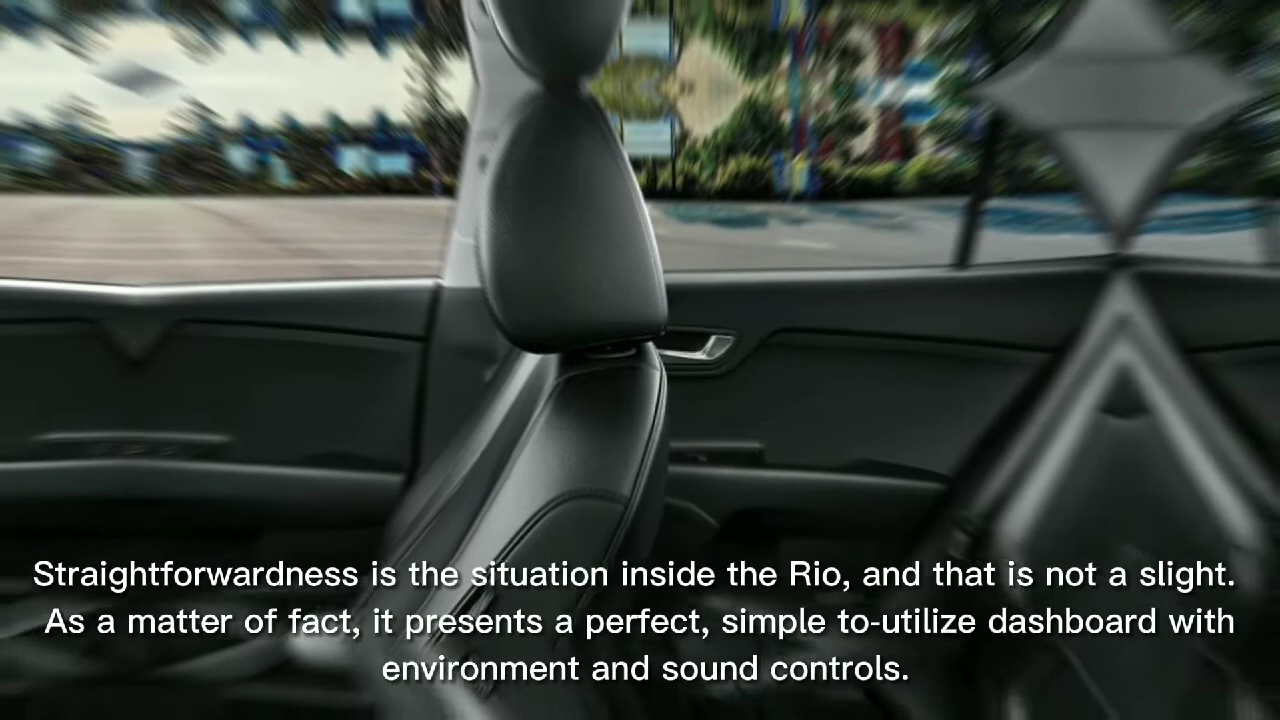 Straightforwardness is the situation inside the Rio, and that is not a slight.
As a matter of fact, it presents a perfect, simple to-utilize dashboard with
environment and sound controls.